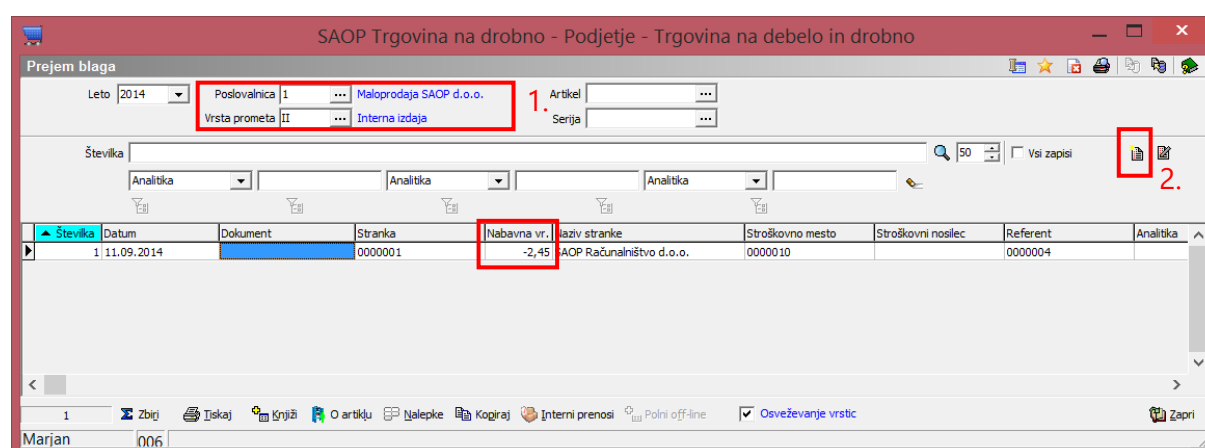 SAOP Trgovina na drobno - Podjetje - Trgovina na debelo in drobno
Prejem blaga
Leto 2014 Poslovalnica 1 ... Maloprodaja SAOP d.o.o. 1. Artikel ...
Vrsta prometa II ... Interna izdaja Serija ...
Številka 50 Vsi zapisi
2.
Analitika Analitika Analitika
Številka Datum Dokument Stranka Nabavna vr. Naziv stranke Stroškovno mesto Stroškovni nosilec Referent Analitika
1 11.09.2014 0000001 -2,45 SAOP Računalništvo d.o.o. 0000010 0000004
1 Zbirj Tiskaj Knjiži O artiklu Nalepke Kopiraj Interni prenosi Polni off-line Osveževanje vrstic Zapri
Marjan 006